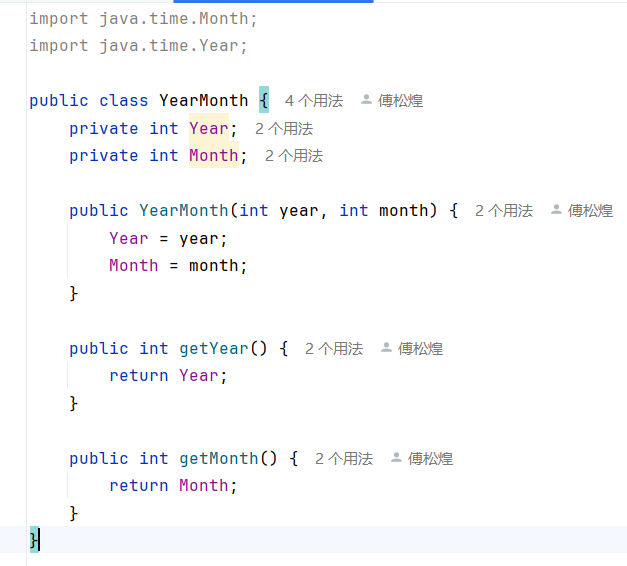 import java.time.Month;
import java.time.Year;
public class YearMonth { 4 个用法 傅松煌
private int Year; 2 个用法
private int Month; 2 个用法
public YearMonth(int year, int month) { 2 个用法 傅松煌
Year = year;
Month = month;
}
public int getYear() { 2 个用法 傅松煌
return Year;
}
public int getMonth() { 2 个用法 傅松煌
return Month;
}
}